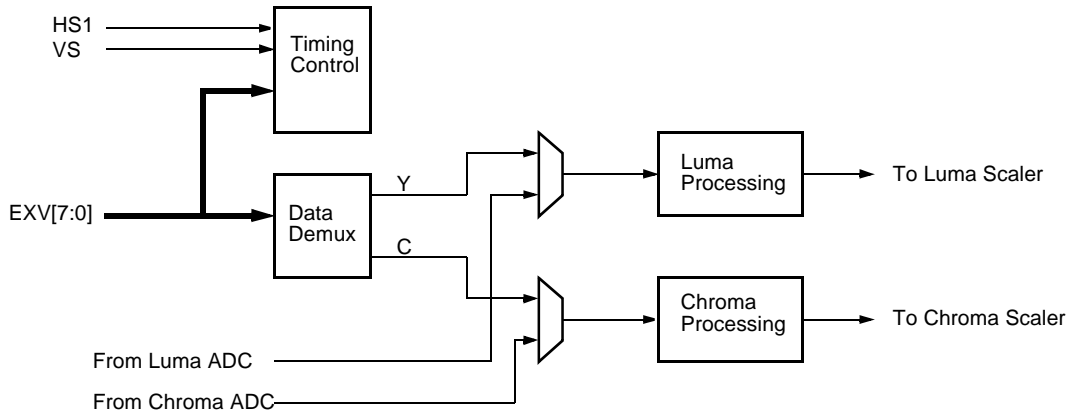 HS1
VS
Timing
Control
EXV[7:0]
Data
Demux
Y
C
Luma
Processing
To Luma Scaler
Chroma
Processing
To Chroma Scaler
From Luma ADC
From Chroma ADC